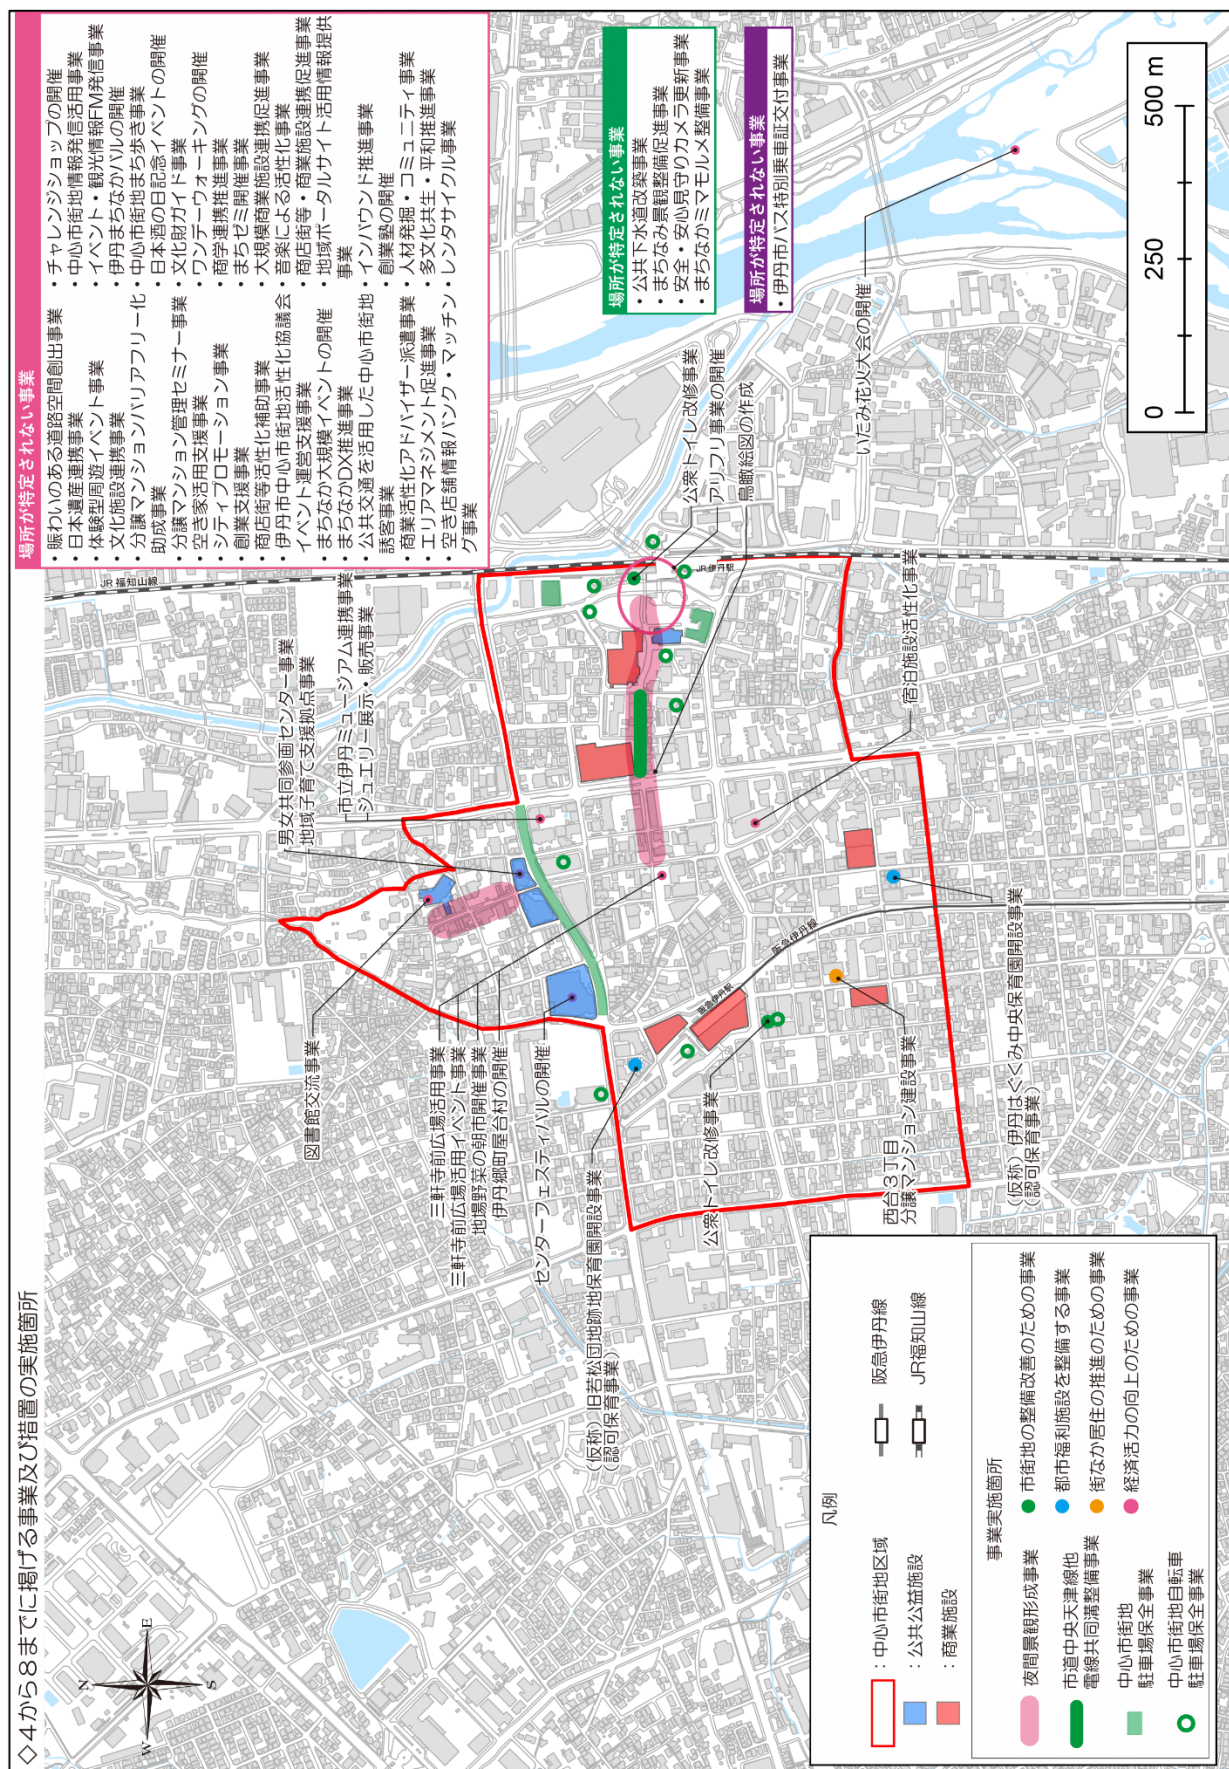 ◇４から８までに掲げる事業及び措置の実施箇所
N
E
S
W
場所が特定されない事業
・賑わいのある道路空間創出事業
・日本遺産連携事業
・体験型周遊イベント事業
・文化施設連携事業
・分譲マンションバリアフリー化
助成事業
・分譲マンション管理セミナー事業
・空き家活用支援事業
・シティプロモーション事業
・創業支援事業
・商店街等活性化補助事業
・伊丹市中心市街地活性化協議会
イベント運営支援事業
・まちなか大規模イベントの開催
・まちなかDX推進事業
・公共交通を活用した中心市街地
誘客事業
・商業活性化アドバイザー派遣事業
・エリアマネジメント促進事業
・空き店舗情報バンク・マッチン
グ事業
・チャレンジショップの開催
・中心市街地情報発信活用事業
・イベント・観光情報FM発信事業
・伊丹まちなかバルの開催
・中心市街地まち歩き事業
・日本酒の日記念イベントの開催
・文化財ガイド事業
・ワンデーウォーキングの開催
・商学連携推進事業
・まちゼミ開催事業
・大規模商業施設連携促進事業
・音楽による活性化事業
・商店街等・商業施設連携促進事業
・地域ポータルサイト活用情報提供
事業
・インバウンド推進事業
・創業塾の開催
・人材発掘・コミュニティ事業
・多文化共生・平和推進事業
・レンタサイクル事業
場所が特定されない事業
・公共下水道改築事業
・まちなみ景観整備促進事業
・安全・安心見守りカメラ更新事業
・まちなかミマモルメ整備事業
場所が特定されない事業
・伊丹市バス特別乗車証交付事業
JR福知山線
男女共同参画センター事業
地域子育て支援拠点事業
市立伊丹ミュージアム連携事業
ジュエリー展示・販売事業
図書館交流事業
三軒寺前広場活用事業
三軒寺前広場活用イベント事業
地場野菜の朝市開催事業
伊丹郷町屋台村の開催
センターフェスティバルの開催
(仮称) 旧若松団地跡地保育園開設事業
(認可保育事業)
公衆トイレ改修事業
アリフリ事業の開催
鳥瞰絵図の作成
JR伊丹駅
いたみ花火大会の開催
宿泊施設活性化事業
阪急伊丹駅
阪急伊丹線
公衆トイレ改修事業
西台３丁目
分譲マンション建設事業
(仮称) 伊丹はぐくみ中央保育園開設事業
(認可保育事業)
0
250
500 m
凡例
：中心市街地区域
：公共公益施設
：商業施設
阪急伊丹線
JR福知山線
事業実施箇所
夜間景観形成事業
市道中央天津線他
電線共同溝整備事業
中心市街地
駐車場保全事業
中心市街地自転車
駐車場保全事業
市街地の整備改善のための事業
都市福利施設を整備する事業
街なか居住の推進のための事業
経済活力の向上のための事業